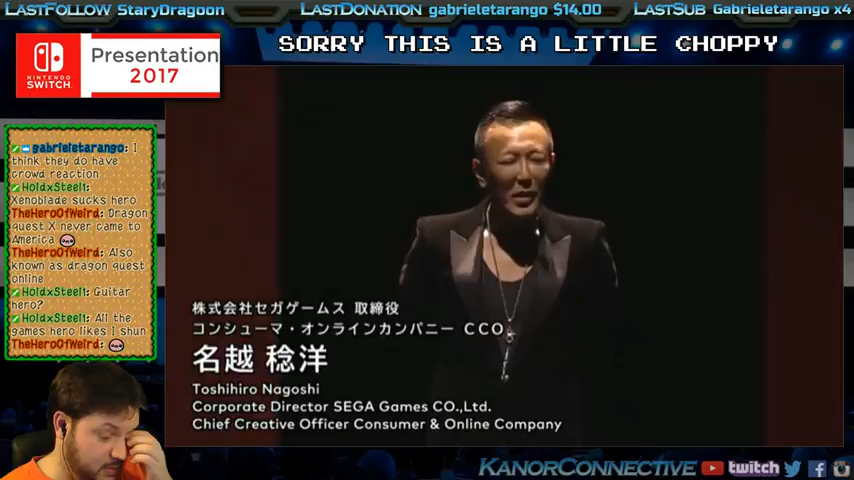 LASTFOLLOW StaryDragoon LASTDONATION gabrieletarango $14.00 LASTSUB Gabrieletarango x4
SORRY THIS IS A LITTLE CHOPPY
NINTENDO
SWITCH
Presentation
2017
gabrieletarango: I
think they do have
crowd reaction
HoldxSteel:
Xenoblade sucks hero
TheHeroOfWeird: Dragon
quest X never came to
America
TheHeroOfWeird: Also
known as dragon quest
online
HoldxSteel: Guitar
hero?
HoldxSteel: All the
games hero likes I shun
TheHeroOfWeird:
株式会社セガゲームス 取締役
コンシューマ・オンラインカンパニー CCO
名越 稔洋
Toshihiro Nagoshi
Corporate Director SEGA Games CO.,Ltd.
Chief Creative Officer Consumer & Online Company
KANORCONNECTIVE twitch